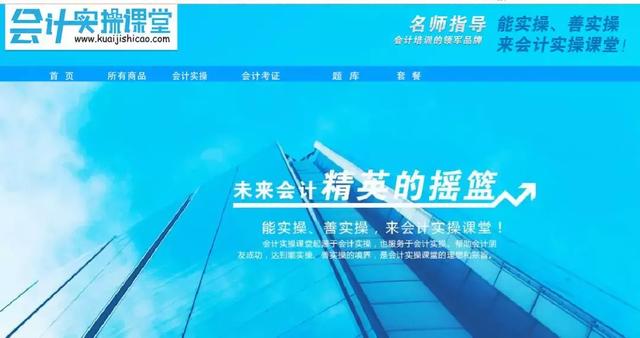 会计实操课堂
www.kuaijishicao.com
名师指导
会计培训的领军品牌
能实操、善实操
来会计实操课堂!
首 页 所有商品 会计实操 会计考证 题 库 套 餐
未来会计 精英的摇篮
能实操、善实操,来会计实操课堂!
会计实操课堂起源于会计实操,也服务于会计实操。帮助会计朋
友成功,达到能实操、善实操的境界,是会计实操课堂的理想和宗旨。